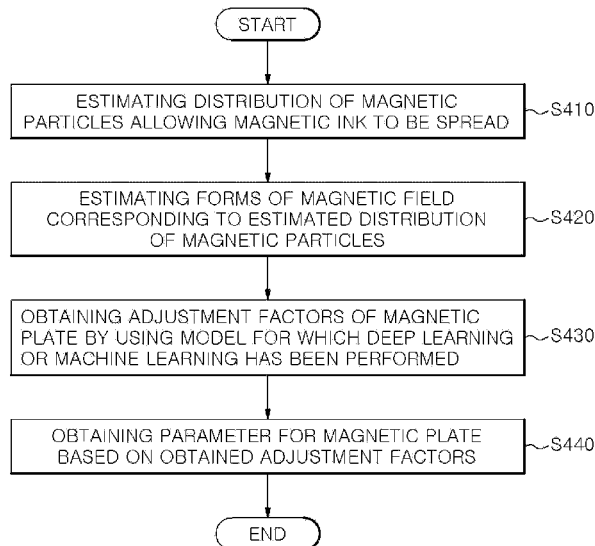 START
ESTIMATING DISTRIBUTION OF MAGNETIC
PARTICLES ALLOWING MAGNETIC INK TO BE SPREAD
S410
ESTIMATING FORMS OF MAGNETIC FIELD
CORRESPONDING TO ESTIMATED DISTRIBUTION
OF MAGNETIC PARTICLES
S420
OBTAINING ADJUSTMENT FACTORS OF MAGNETIC
PLATE BY USING MODEL FOR WHICH DEEP LEARNING
OR MACHINE LEARNING HAS BEEN PERFORMED
S430
OBTAINING PARAMETER FOR MAGNETIC PLATE
BASED ON OBTAINED ADJUSTMENT FACTORS
S440
END